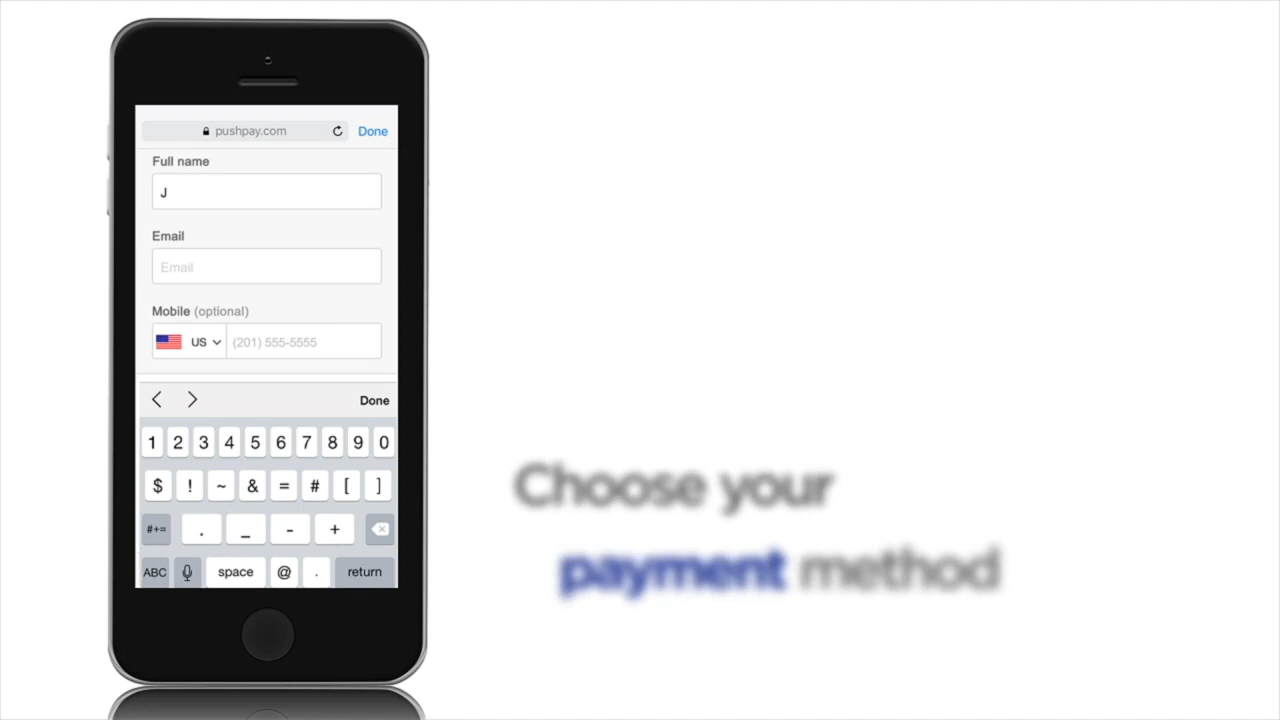 pushpay.com Done
Full name
J
Email
Email
Mobile (optional)
US (201) 555-5555
Done
1 2 3 4 5 6 7 8 9 0
$ ! ~ & = # [ ]
#+= . _ - +
ABC space @ . return
Choose your
payment method